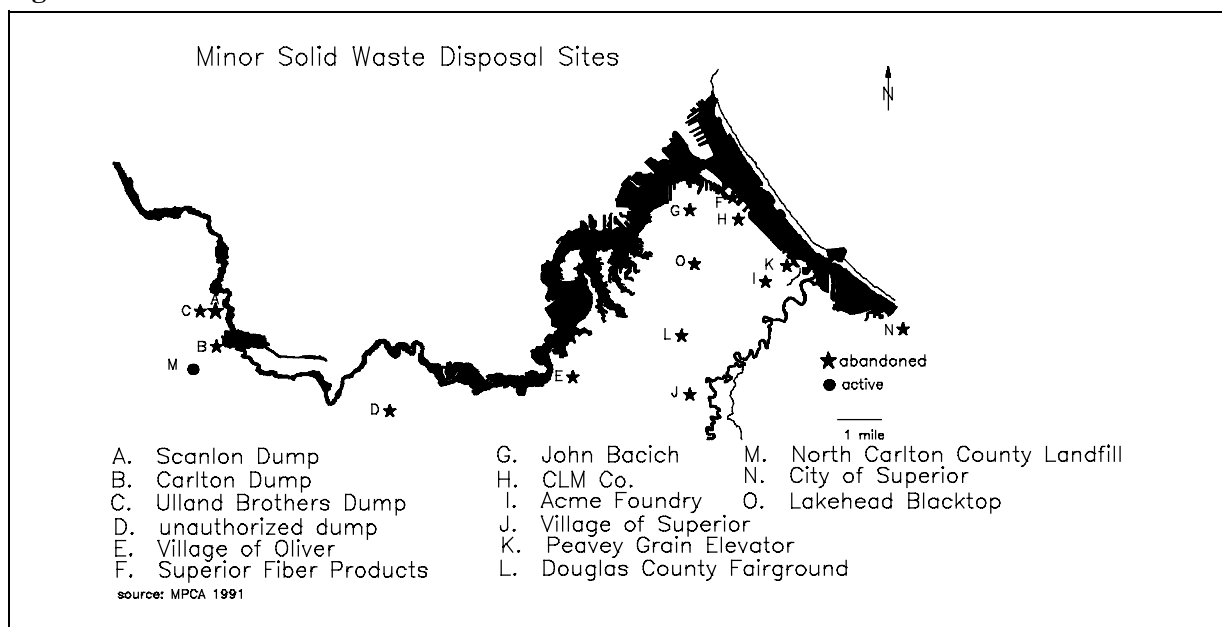 Minor Solid Waste Disposal Sites
N
F
G
H
O
K
I
A
C
N
L
B
abandoned
M
E
active
J
D
1 mile
A. Scanlon Dump
B. Carlton Dump
C. Ulland Brothers Dump
D. unauthorized dump
E. Village of Oliver
F. Superior Fiber Products
G. John Bacich
H. CLM Co.
I. Acme Foundry
J. Village of Superior
K. Peavey Grain Elevator
L. Douglas County Fairground
M. North Carlton County Landfill
N. City of Superior
O. Lakehead Blacktop
source: MPCA 1991